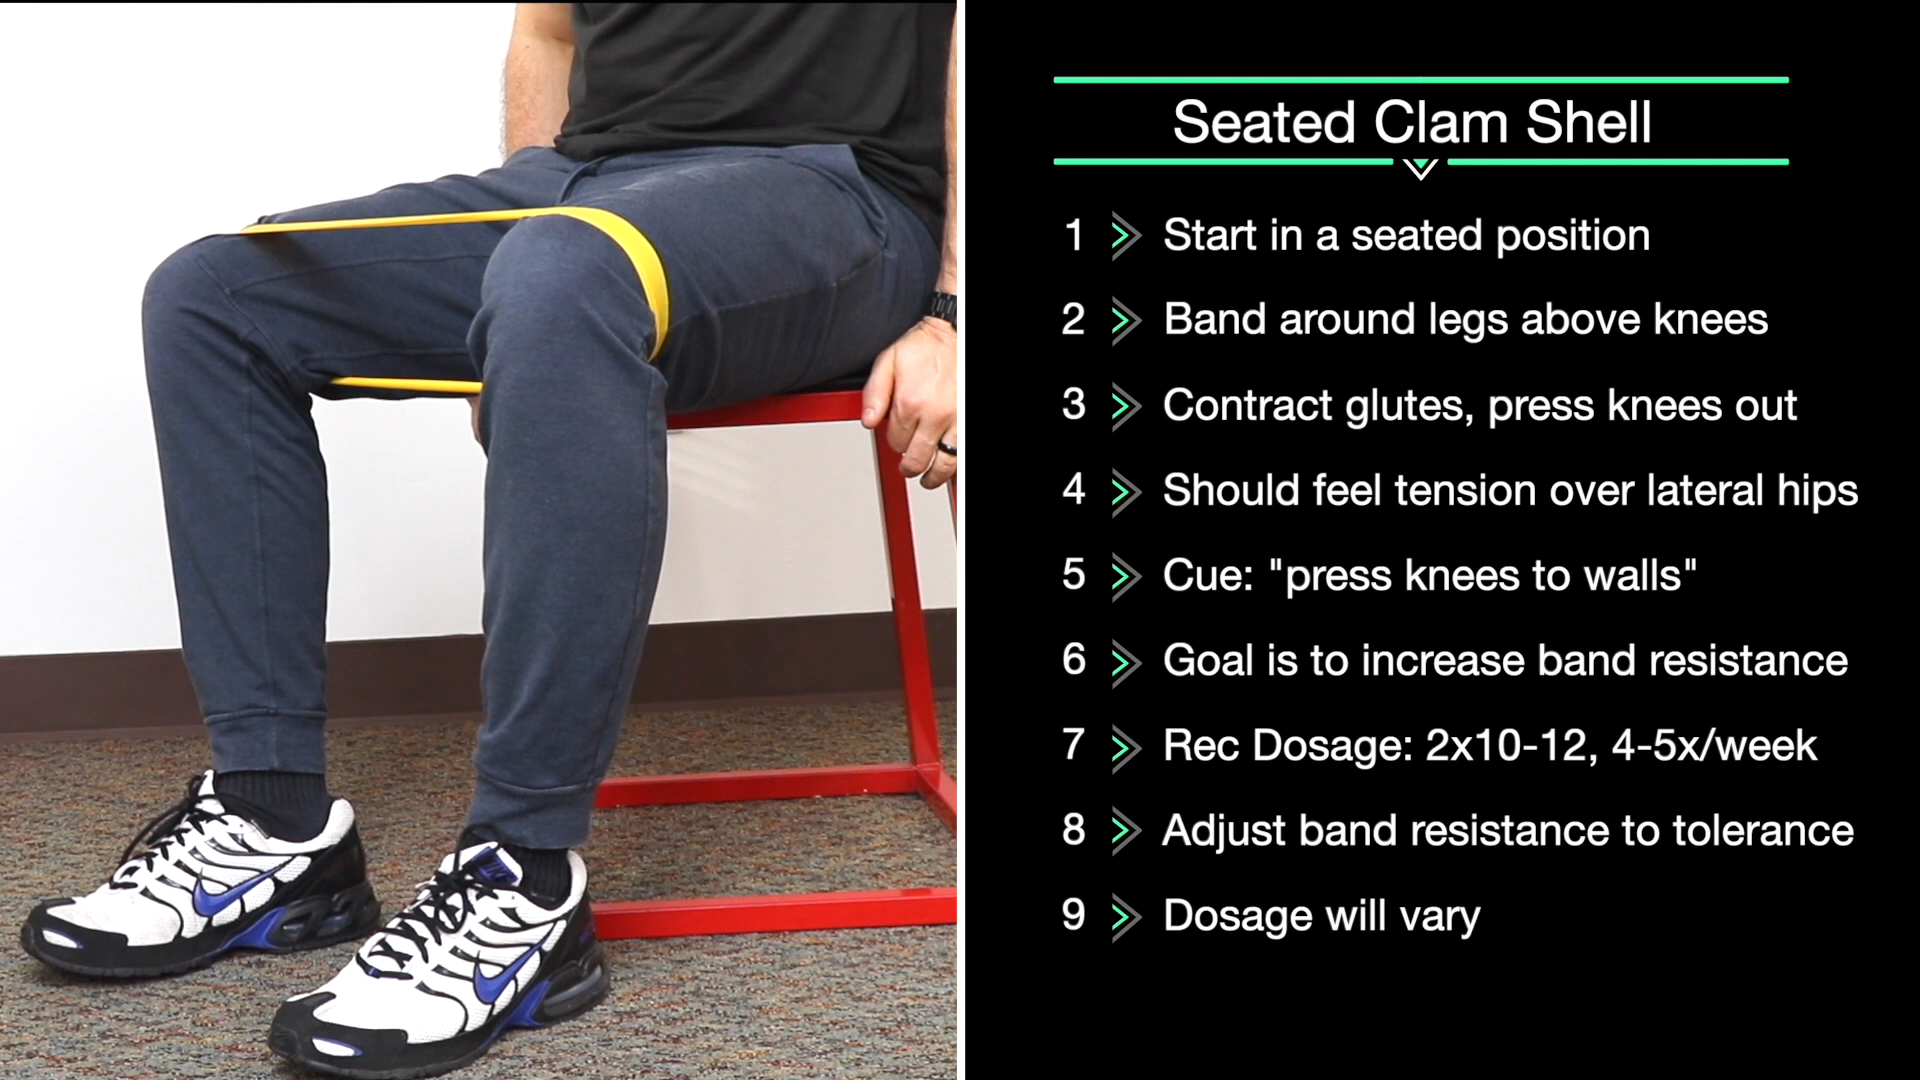 Seated Clam Shell
1 Start in a seated position
2 Band around legs above knees
3 Contract glutes, press knees out
4 Should feel tension over lateral hips
5 Cue: "press knees to walls"
6 Goal is to increase band resistance
7 Rec Dosage: 2x10-12, 4-5x/week
8 Adjust band resistance to tolerance
9 Dosage will vary